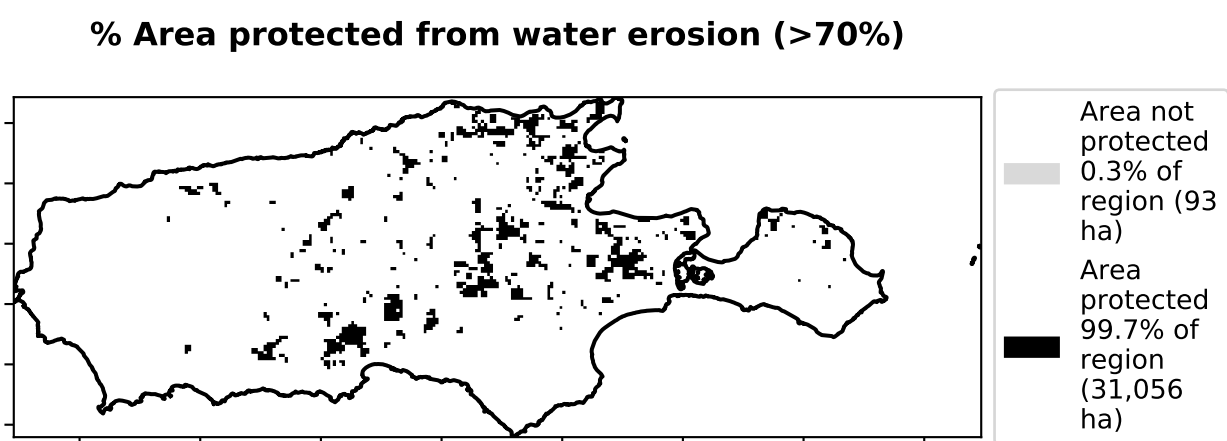 % Area protected from water erosion (>70%)
Area not
protected
0.3% of
region (93
ha)
Area
protected
99.7% of
region
(31,056
ha)